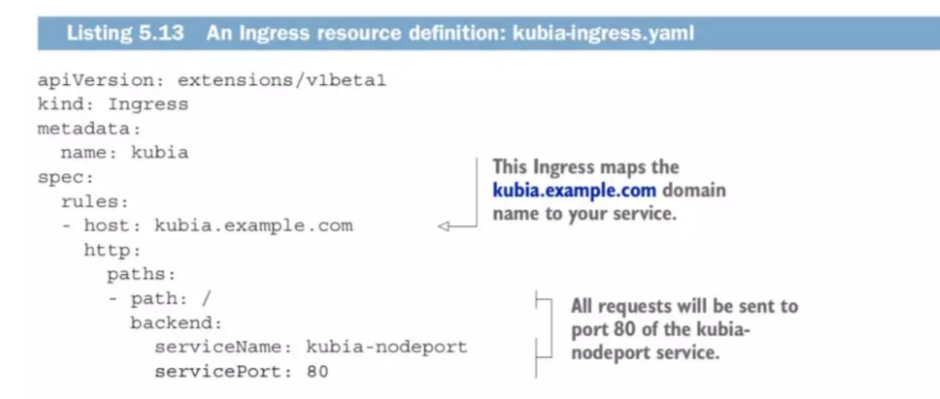 Listing 5.13 An Ingress resource definition: kubia-ingress.yaml
apiVersion: extensions/v1beta1
kind: Ingress
metadata:
  name: kubia
spec:
  rules:
  - host: kubia.example.com
    http:
      paths:
      - path: /
        backend:
          serviceName: kubia-nodeport
          servicePort: 80
This Ingress maps the
kubia.example.com domain
name to your service.
All requests will be sent to
port 80 of the kubia-
nodeport service.